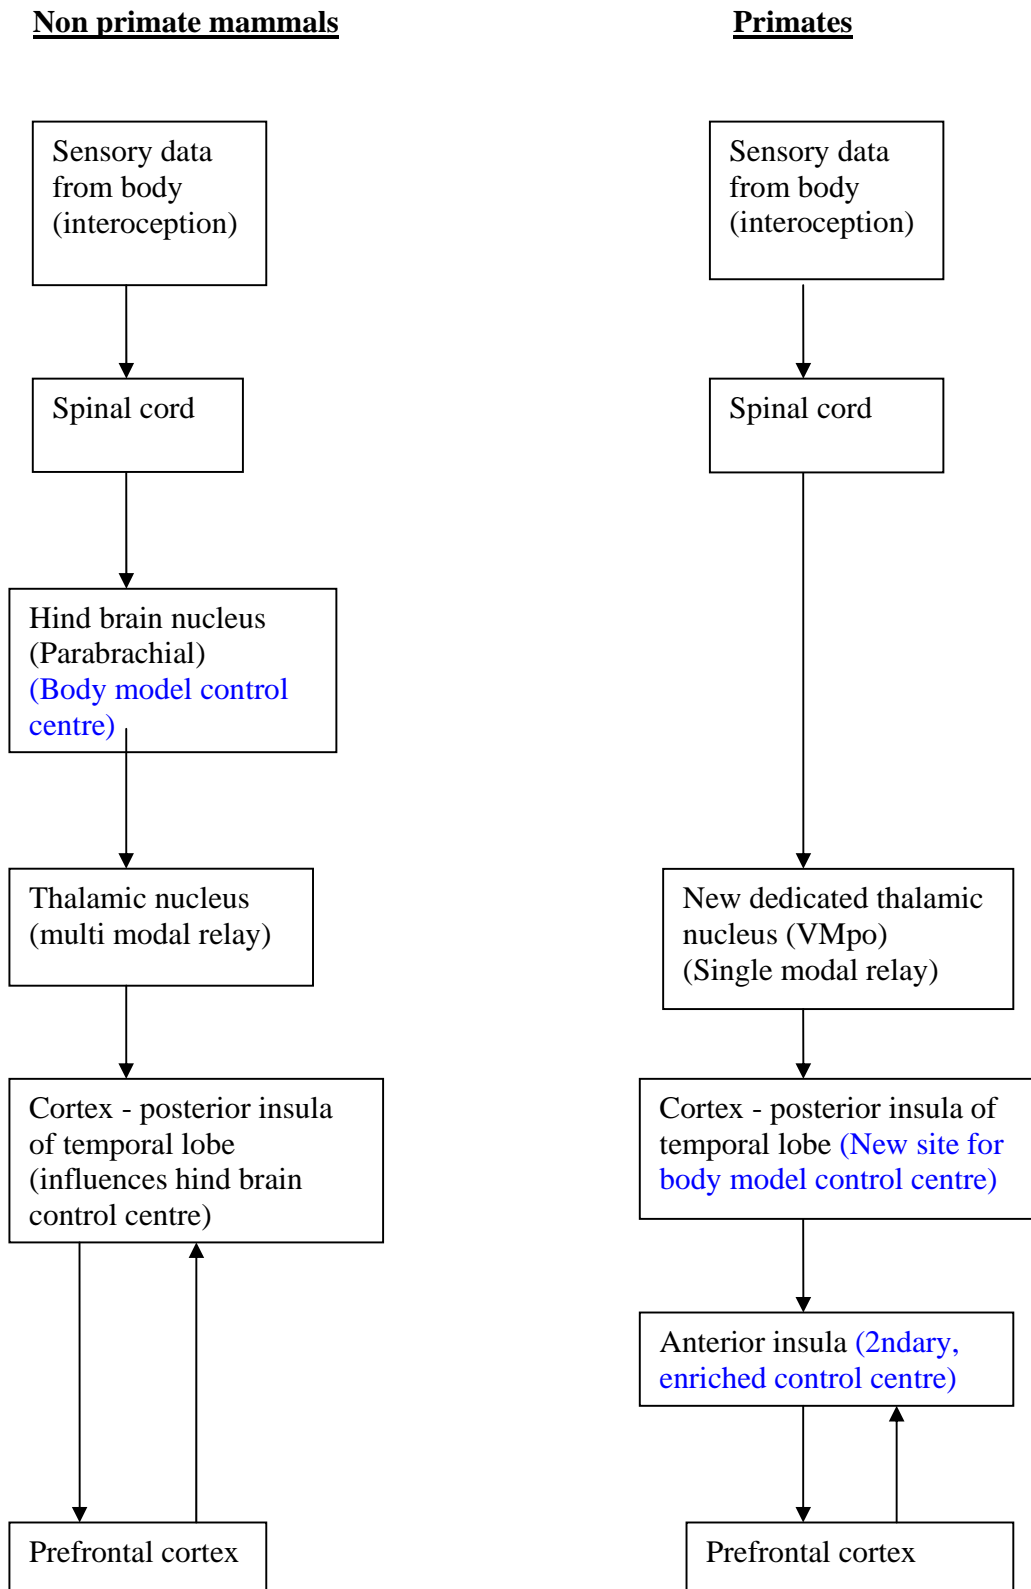 Non primate mammals
Sensory data
from body
(interoception)
Spinal cord
Hind brain nucleus
(Parabrachial)
(Body model control
centre)
Thalamic nucleus
(multi modal relay)
Cortex - posterior insula
of temporal lobe
(influences hind brain
control centre)
Prefrontal cortex
Primates
Sensory data
from body
(interoception)
Spinal cord
New dedicated thalamic
nucleus (VMpo)
(Single modal relay)
Cortex - posterior insula of
temporal lobe (New site for
body model control centre)
Anterior insula (2ndary,
enriched control centre)
Prefrontal cortex